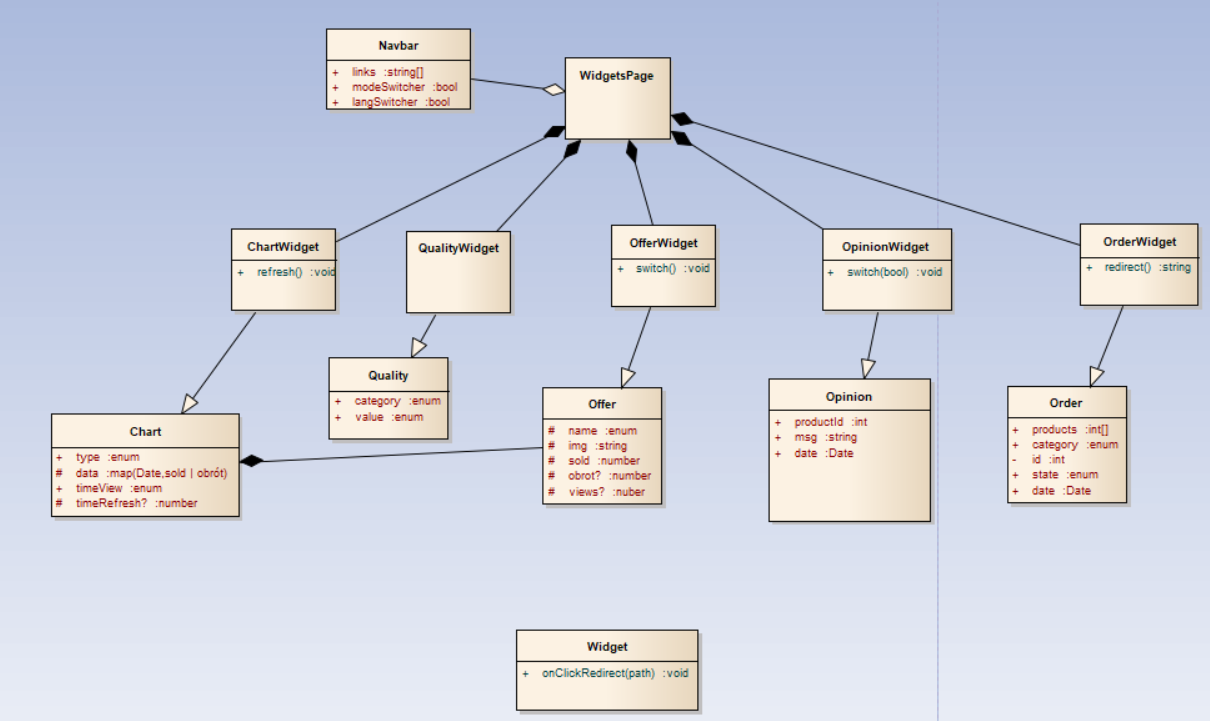 Navbar
+ links :string[]
+ modeSwitcher :bool
+ langSwitcher :bool
WidgetsPage
ChartWidget
+ refresh() :void
QualityWidget
OfferWidget
+ switch() :void
OpinionWidget
+ switch(bool) :void
OrderWidget
+ redirect() :string
Chart
+ type :enum
# data :map(Date,sold | obrót)
+ timeView :enum
# timeRefresh? :number
Quality
+ category :enum
+ value :enum
Offer
# name :enum
# img :string
# sold :number
# obrot? :number
# views? :nuber
Opinion
+ productId :int
+ msg :string
+ date :Date
Order
+ products :int[]
+ category :enum
- id :int
+ state :enum
+ date :Date
Widget
+ onClickRedirect(path) :void